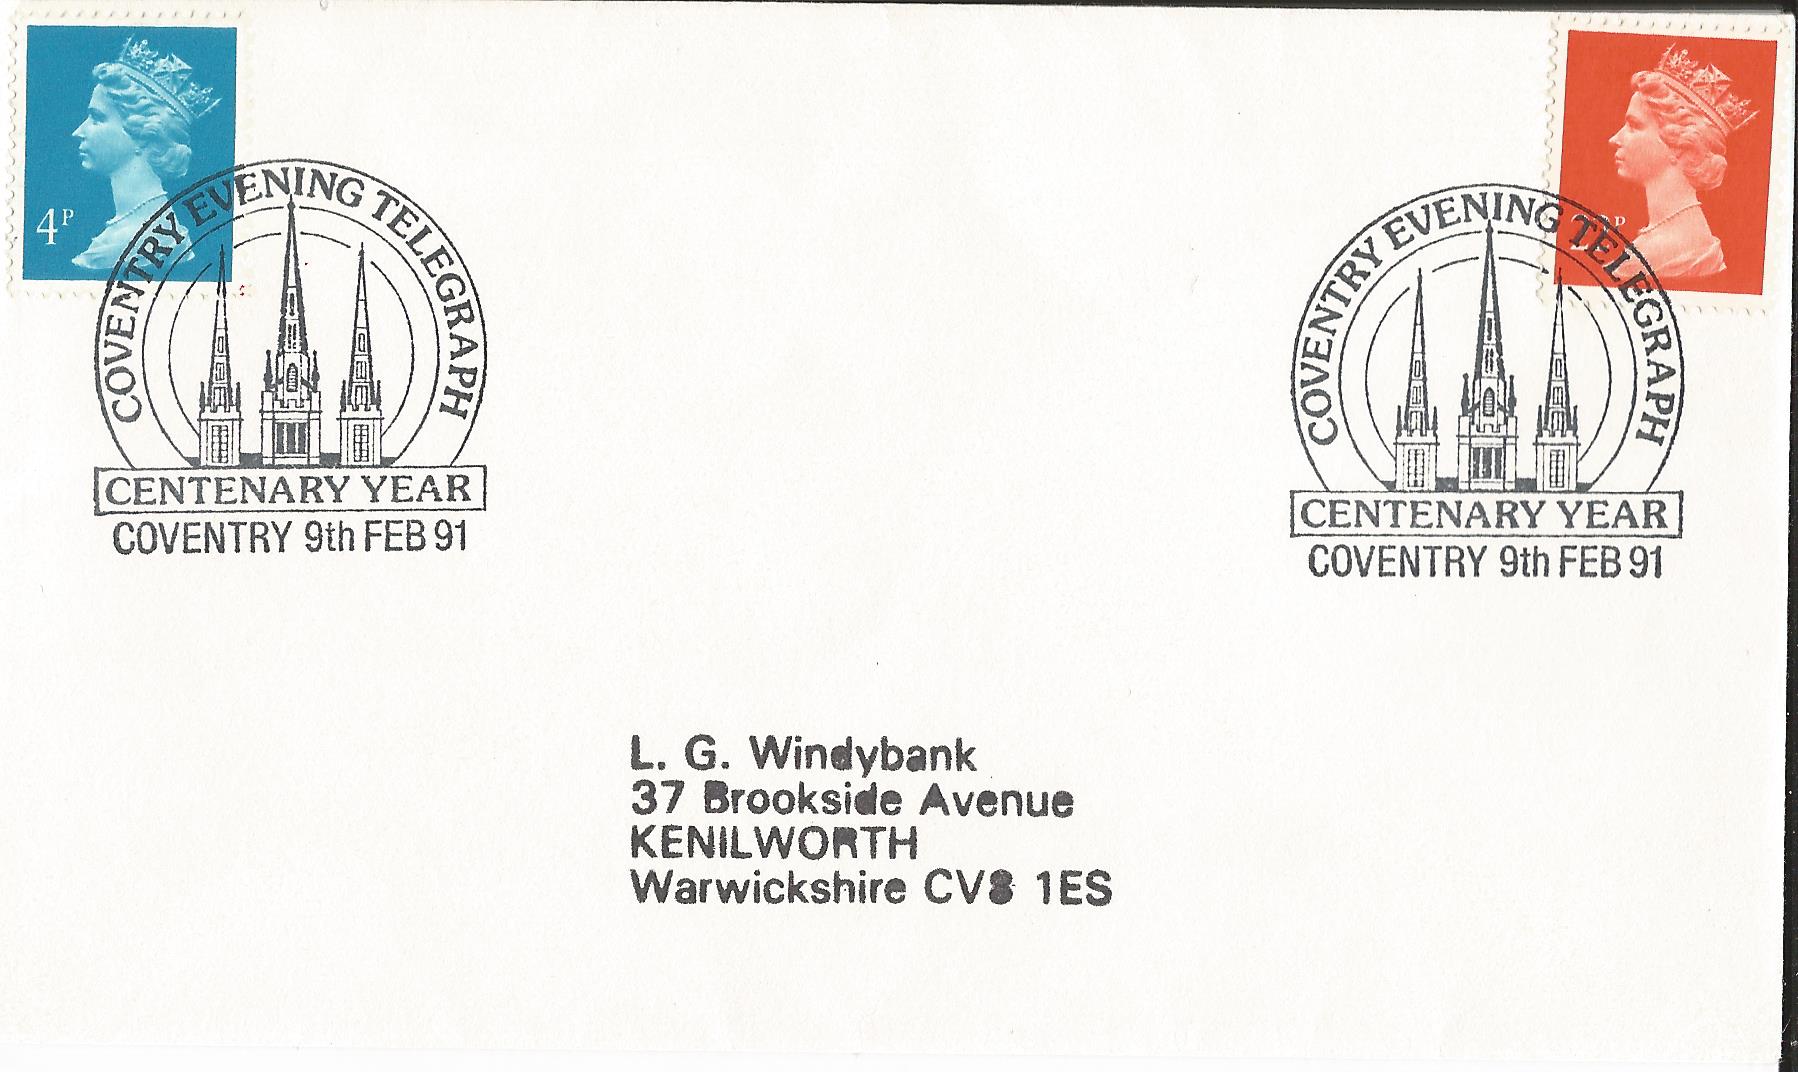 4P
COVENTRY EVENING TELEGRAPH
CENTENARY YEAR
COVENTRY 9th FEB 91
P
COVENTRY EVENING TELEGRAPH
CENTENARY YEAR
COVENTRY 9th FEB 91
L. G. Windybank
37 Brookside Avenue
KENILWORTH
Warwickshire CV8 1ES